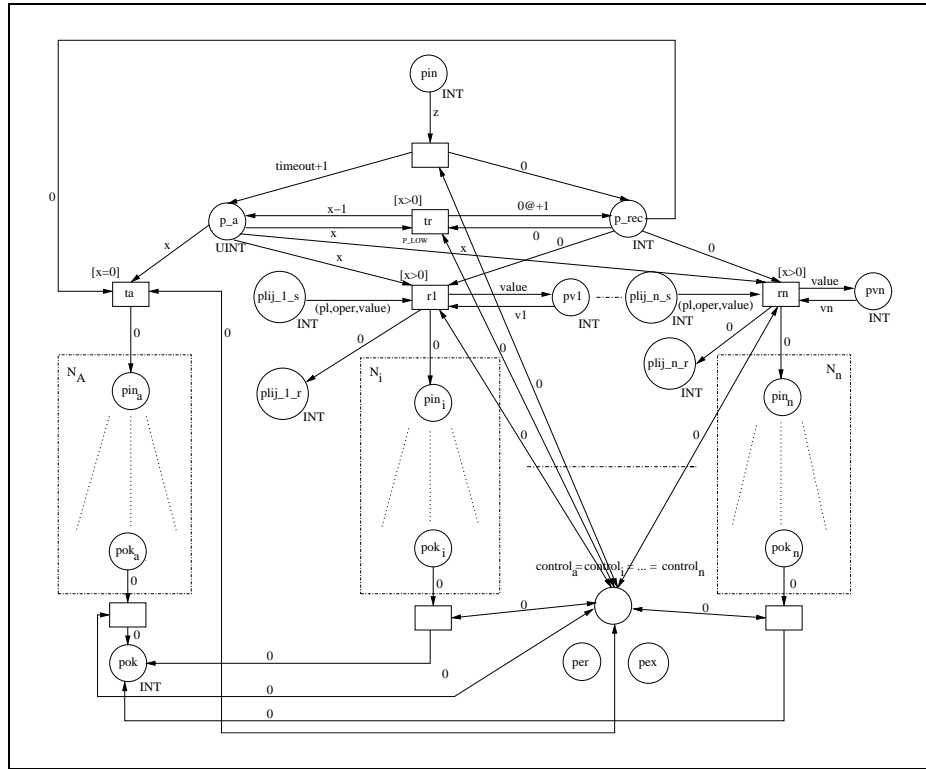 pin
INT
z
timeout+1
0
[x>0]
p_a
x−1
tr
0@+1
p_rec
UINT
x
P_LOW
0
INT
0
x
x
x
0
0
[x=0]
ta
[x>0]
r1
[x>0]
rn
plij_1_s
INT
(pl,oper,value)
value
v1
pv1
INT
plij_n_s
INT
(pl,oper,value)
value
vn
pvn
INT
0
0
0
0
0
0
0
0
0
plij_1_r
INT
plij_n_r
INT
N_A
pin_a
N_i
pin_i
N_n
pin_n
0
0
pok_a
pok_i
pok_n
control_a = control_i = ... = control_n
0
0
0
0
0
0
pok
INT
0
0
per
pex
0
0